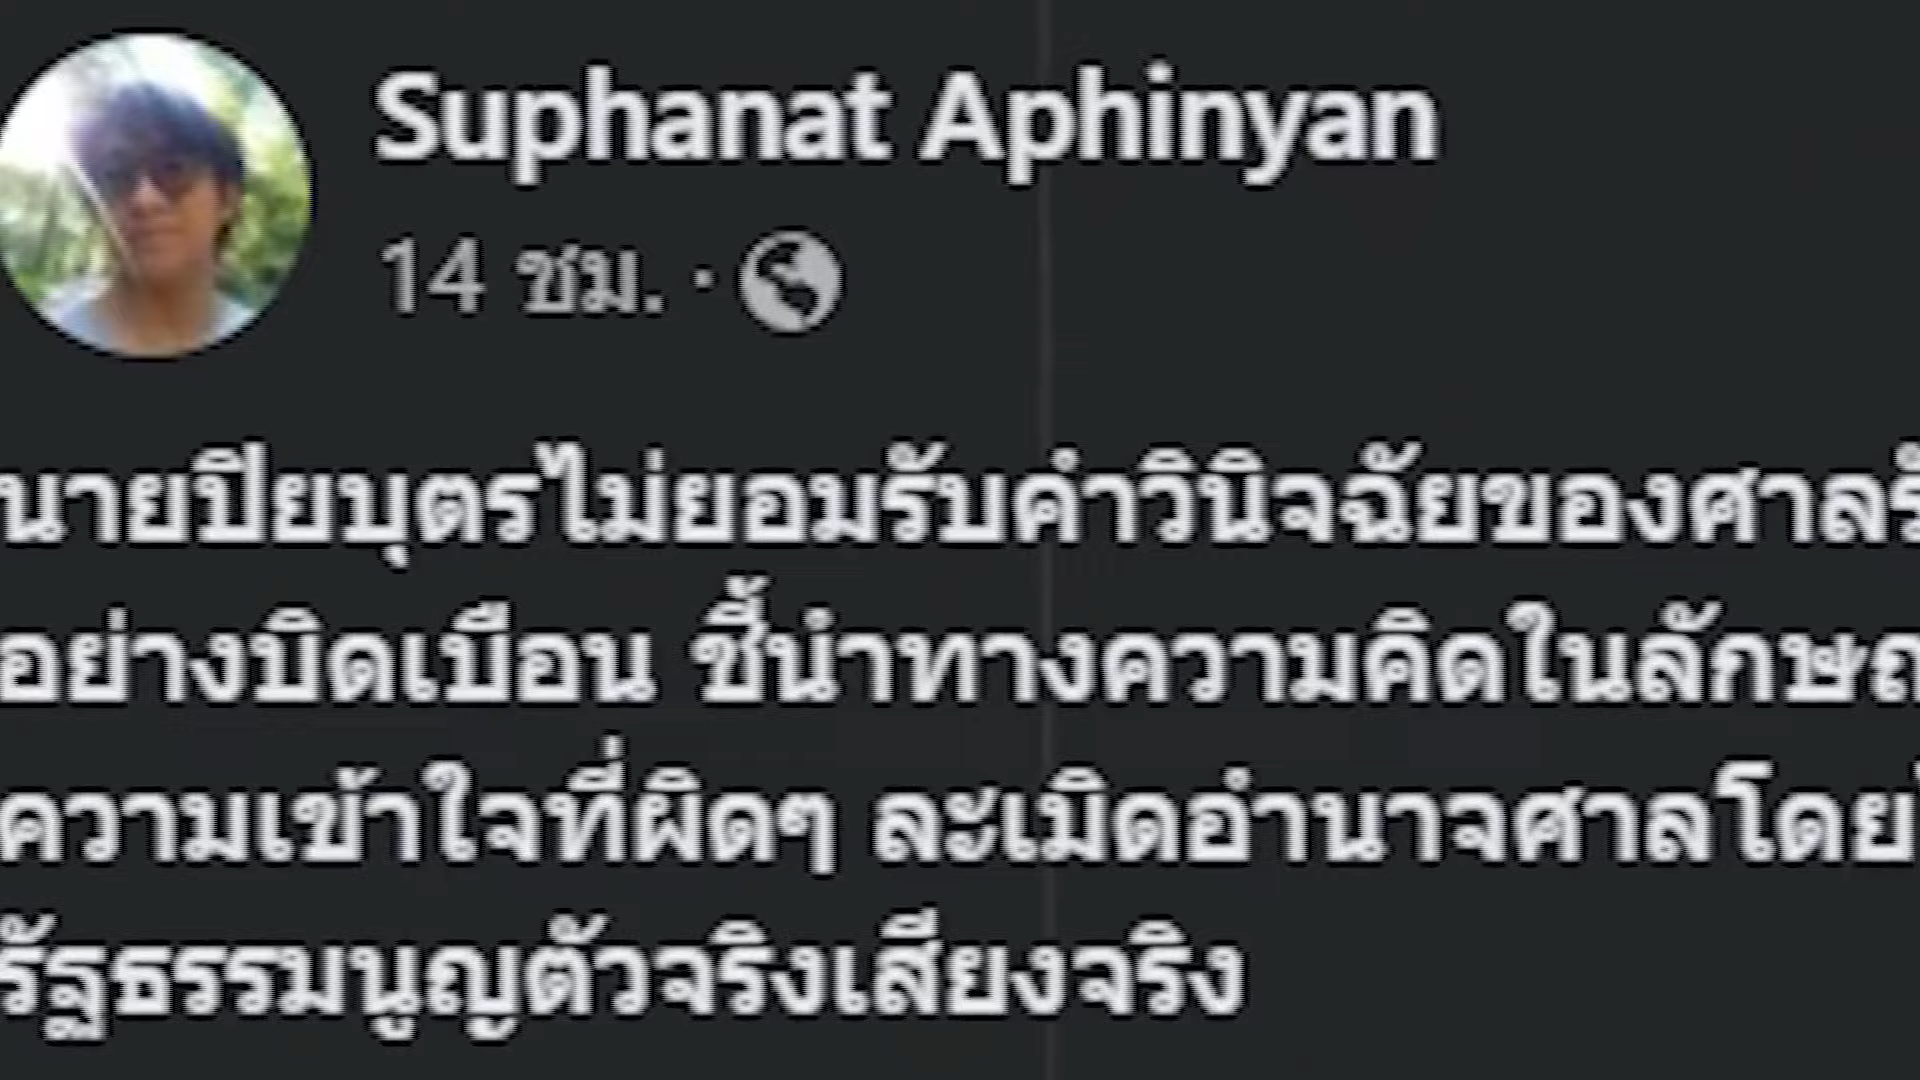 Suphanat Aphinyan
14 ชม. ·
นายปิยบุตรไม่ยอมรับคำวินิจฉัยของศาล
อย่างบิดเบือน ชี้นำทางความคิดใน
ความเข้าใจที่ผิดๆ ละเมิดอำนาจศาลโดย
รัฐธรรมนูญตัวจริงเสียงจริง